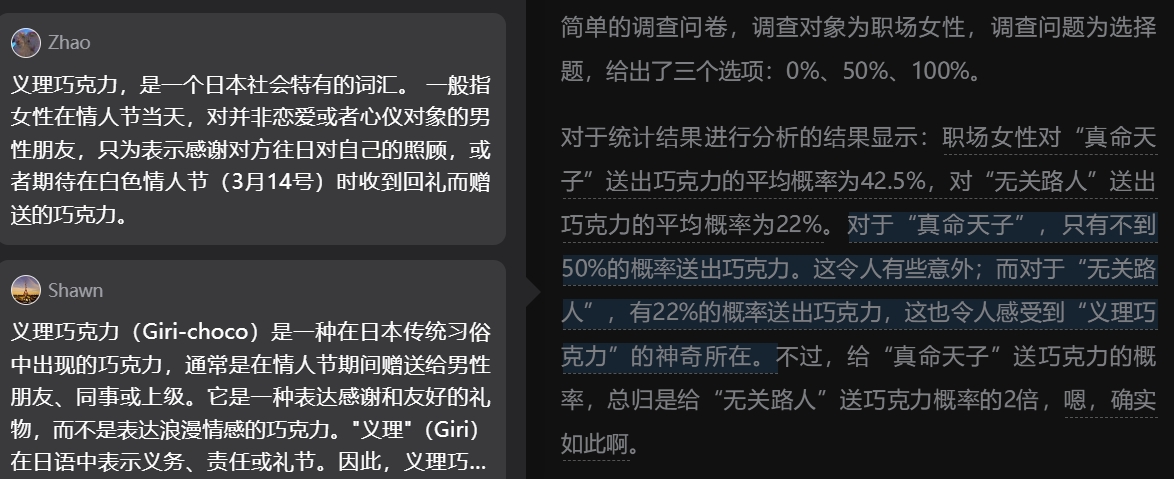 Zhao
义理巧克力，是一个日本社会特有的词汇。 一般指
女性在情人节当天，对并非恋爱或者心仪对象的男
性朋友，只为表示感谢对方往日对自己的照顾，或
者期待在白色情人节（3月14号）时收到回礼而赠
送的巧克力。
Shawn
义理巧克力（Giri-choco）是一种在日本传统习俗
中出现的巧克力，通常是在情人节期间赠送给男性
朋友、同事或上级。它是一种表达感谢和友好的礼
物，而不是表达浪漫情感的巧克力。"义理"（Giri）
在日语中表示义务、责任或礼节。因此，义理巧...
简单的调查问卷，调查对象为职场女性，调查问题为选择
题，给出了三个选项：0%、50%、100%。
对于统计结果进行分析的结果显示：职场女性对“真命天
子”送出巧克力的平均概率为42.5%，对“无关路人”送出
巧克力的平均概率为22%。对于“真命天子”，只有不到
50%的概率送出巧克力。这令人有些意外；而对于“无关路
人”，有22%的概率送出巧克力，这也令人感受到“义理巧
克力”的神奇所在。不过，给“真命天子”送巧克力的概
率，总归是给“无关路人”送巧克力概率的2倍，嗯，确实
如此啊。